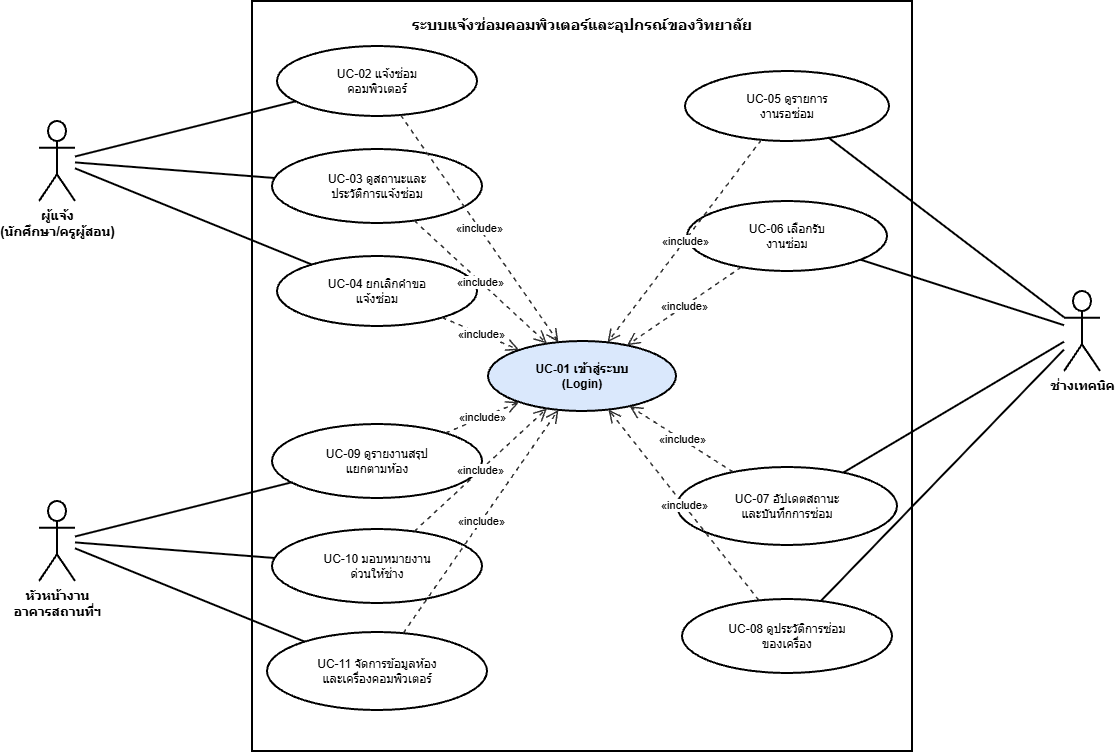 ระบบแจ้งซ่อมคอมพิวเตอร์และอุปกรณ์ของวิทยาลัย
UC-02 แจ้งซ่อม
คอมพิวเตอร์
UC-05 ดูรายการ
งานรอซ่อม
ผู้แจ้ง
(นักศึกษา/ครูผู้สอน)
UC-03 ดูสถานะและ
ประวัติการแจ้งซ่อม
«include»
«include»
UC-06 เลือกรับ
งานซ่อม
UC-04 ยกเลิกคำขอ
แจ้งซ่อม
«include»
«include»
«include»
UC-01 เข้าสู่ระบบ
(Login)
ช่างเทคนิค
«include»
«include»
UC-09 ดูรายงานสรุป
แยกตามห้อง
«include»
«include»
UC-07 อัปเดตสถานะ
และบันทึกการซ่อม
«include»
UC-10 มอบหมายงาน
ด่วนให้ช่าง
หัวหน้างาน
อาคารสถานที่ฯ
UC-08 ดูประวัติการซ่อม
ของเครื่อง
UC-11 จัดการข้อมูลห้อง
และเครื่องคอมพิวเตอร์